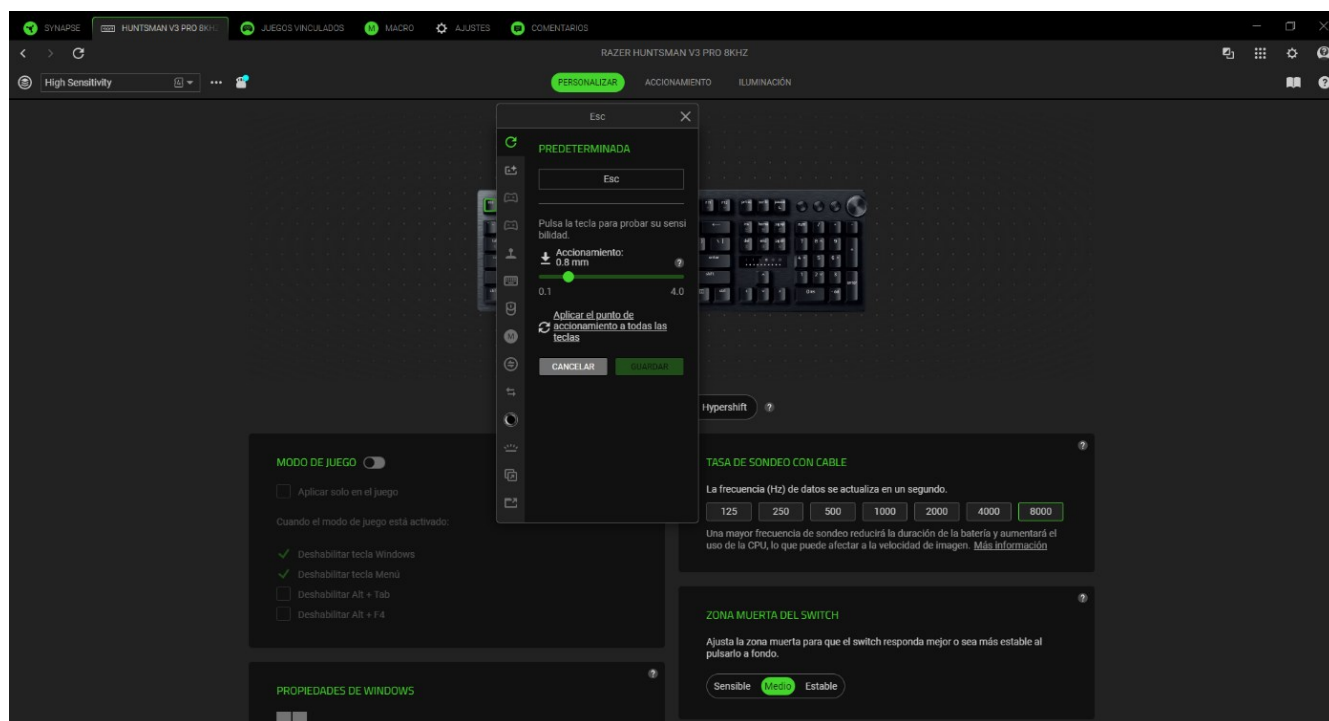 SYNAPSE
HUNTSMAN V3 PRO 8KHZ
JUEGOS VINCULADOS
MACRO
AJUSTES
COMENTARIOS
RAZER HUNTSMAN V3 PRO 8KHZ
High Sensitivity
PERSONALIZAR
ACCIONAMIENTO
ILUMINACIÓN
Esc
PREDETERMINADA
Esc
Pulsa la tecla para probar su sensi
bilidad.
Accionamiento:
0.8 mm
0.1
4.0
Aplicar el punto de
accionamiento a todas las
teclas
CANCELAR
GUARDAR
Hypershift
MODO DE JUEGO
Aplicar solo en el juego
Cuando el modo de juego está activado:
Deshabilitar tecla Windows
Deshabilitar tecla Menú
Deshabilitar Alt + Tab
Deshabilitar Alt + F4
PROPIEDADES DE WINDOWS
TASA DE SONDEO CON CABLE
La frecuencia (Hz) de datos se actualiza en un segundo.
125 250 500 1000 2000 4000 8000
Una mayor frecuencia de sondeo reducirá la duración de la batería y aumentará el
uso de la CPU, lo que puede afectar a la velocidad de imagen. Más información
ZONA MUERTA DEL SWITCH
Ajusta la zona muerta para que el switch responda mejor o sea más estable al
pulsarlo a fondo.
Sensible Medio Estable